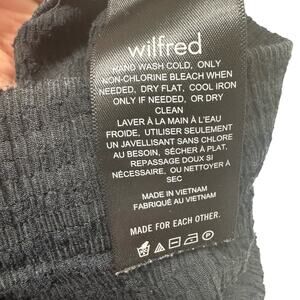 wilfred
HAND WASH COLD, ONLY
NON-CHLORINE BLEACH WHEN
NEEDED, DRY FLAT, COOL IRON
ONLY IF NEEDED, OR DRY
CLEAN
LAVER À LA MAIN À L'EAU
FROIDE, UTILISER SEULEMENT
UN JAVELLISANT SANS CHLORE
AU BESOIN, SÉCHER À PLAT,
REPASSAGE DOUX SI
NÉCESSAIRE, OU NETTOYER À
SEC
MADE IN VIETNAM
FABRIQUÉ AU VIETNAM
MADE FOR EACH OTHER.